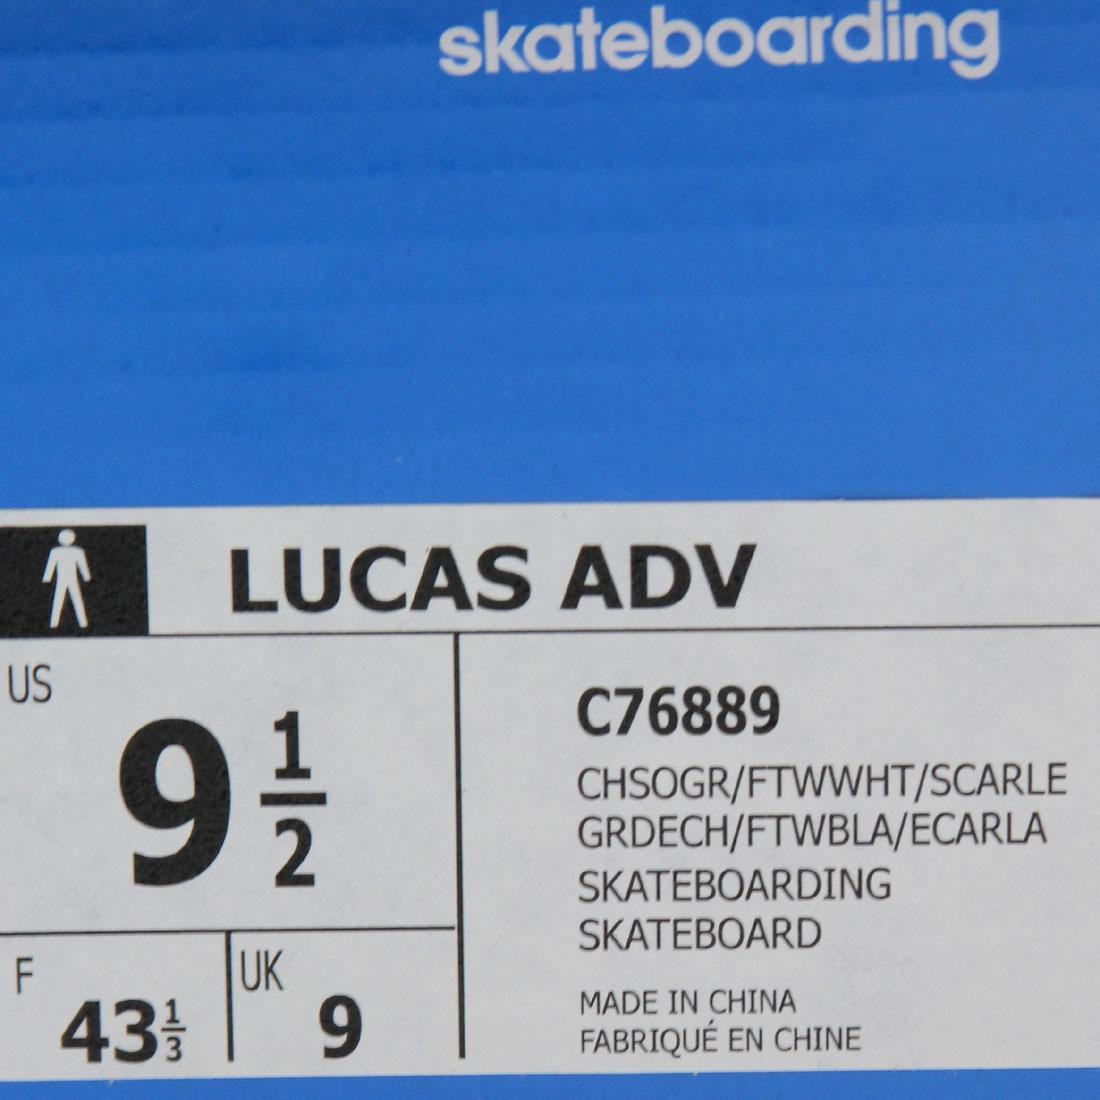 skateboarding
LUCAS ADV
US
9 1/2
F
43 1/3
UK
9
C76889
CHSOGR/FTWWHT/SCARLE
GRDECH/FTWBLA/ECARLA
SKATEBOARDING
SKATEBOARD
MADE IN CHINA
FABRIQUÉ EN CHINE